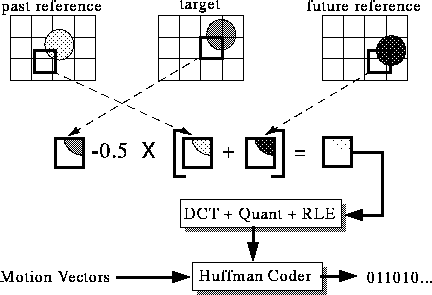 past reference target future reference
-0.5 X [ + ] =
DCT + Quant + RLE
Motion Vectors Huffman Coder 011010...